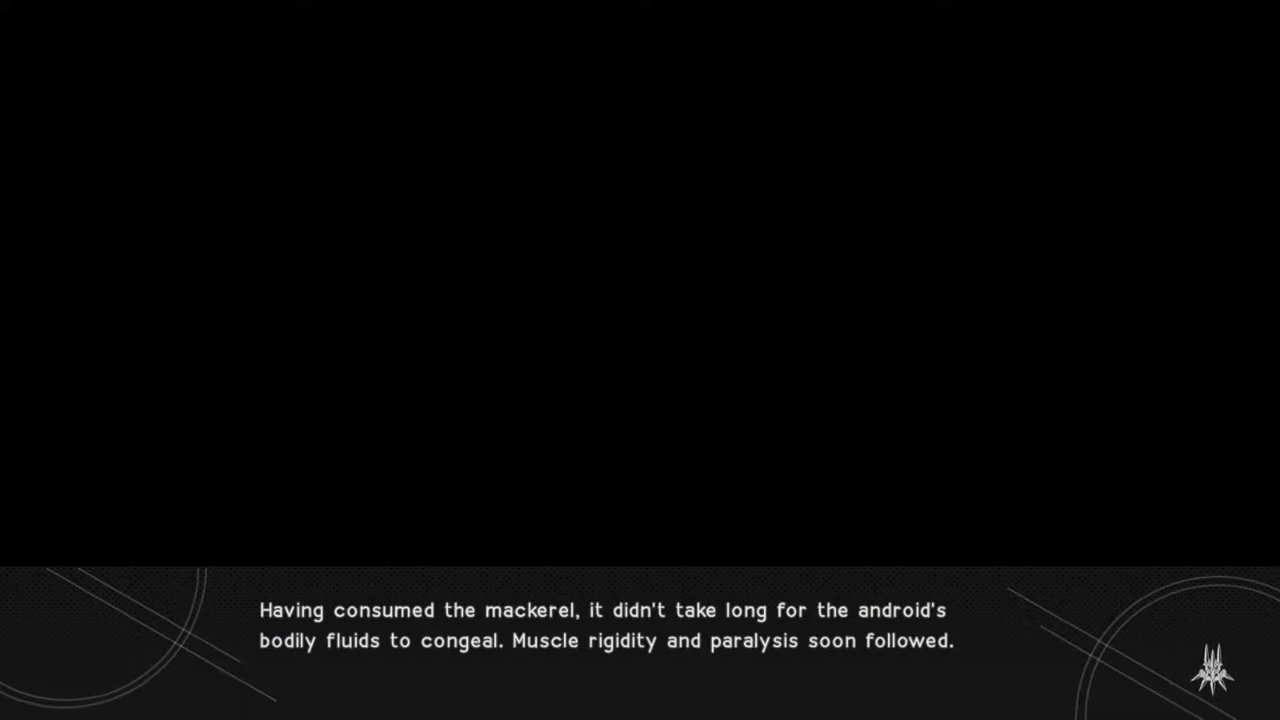 Having consumed the mackerel, it didn't take long for the android's
bodily fluids to congeal. Muscle rigidity and paralysis soon followed.